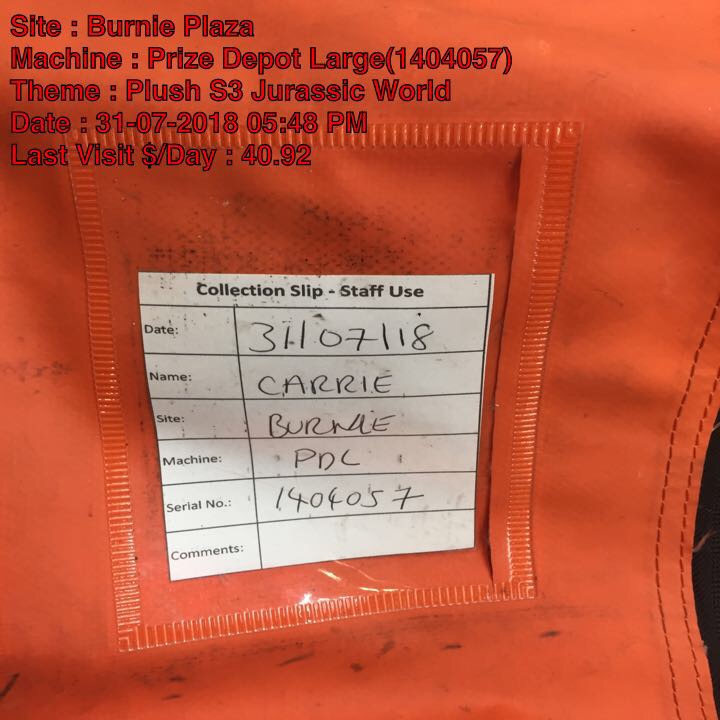 Site : Burnie Plaza
Machine : Prize Depot Large(1404057)
Theme : Plush S3 Jurassic World
Date : 31-07-2018 05:48 PM
Last Visit $/Day : 40.92
Collection Slip - Staff Use
Date: 31/07/18
Name: CARRIE
Site: BURNIE
Machine: PDL
Serial No.: 1404057
Comments: